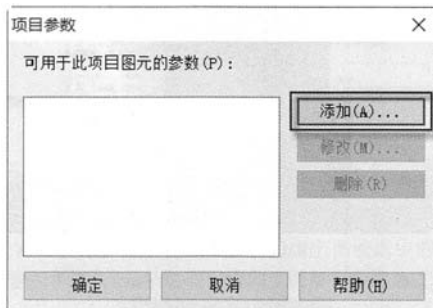 项目参数
可用于此项目图元的参数(P)：
添加(A)...
修改(M)...
删除(R)
确定
取消
帮助(H)